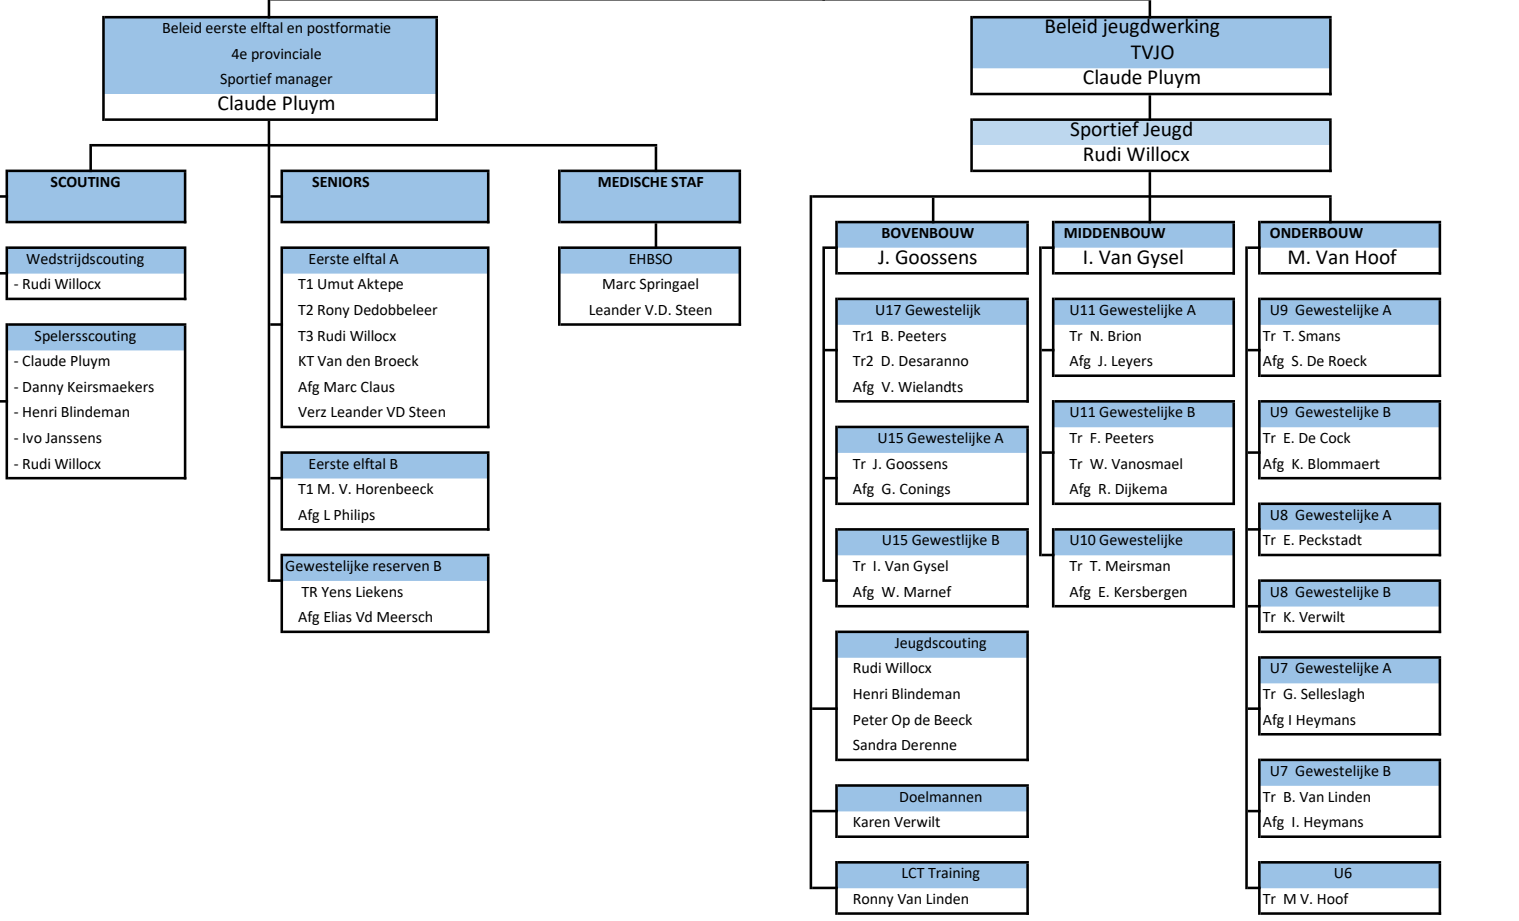 Beleid eerste elftal en postformatie
4e provinciale
Sportief manager
Claude Pluym
SCOUTING
Wedstrijdscouting
- Rudi Willocx
Spelersscouting
- Claude Pluym
- Danny Keirsmaekers
- Henri Blindeman
- Ivo Janssens
- Rudi Willocx
SENIORS
Eerste elftal A
T1 Umut Aktepe
T2 Rony Dedobbeleer
T3 Rudi Willocx
KT Van den Broeck
Afg Marc Claus
Verz Leander VD Steen
Eerste elftal B
T1 M. V. Horenbeeck
Afg L Philips
Gewestelijke reserven B
TR Yens Liekens
Afg Elias Vd Meersch
MEDISCHE STAF
EHBSO
Marc Springael
Leander V.D. Steen
Beleid jeugdwerking
TVJO
Claude Pluym
Sportief Jeugd
Rudi Willocx
BOVENBOUW
J. Goossens
U17 Gewestelijk
Tr1 B. Peeters
Tr2 D. Desaranno
Afg V. Wielandts
U15 Gewestelijke A
Tr J. Goossens
Afg G. Conings
U15 Gewestlijke B
Tr I. Van Gysel
Afg W. Marnef
Jeugdscouting
Rudi Willocx
Henri Blindeman
Peter Op de Beeck
Sandra Derenne
Doelmannen
Karen Verwilt
LCT Training
Ronny Van Linden
MIDDENBOUW
I. Van Gysel
U11 Gewestelijke A
Tr N. Brion
Afg J. Leyers
U11 Gewestelijke B
Tr F. Peeters
Tr W. Vanosmael
Afg R. Dijkema
U10 Gewestelijke
Tr T. Meirsman
Afg E. Kersbergen
ONDERBOUW
M. Van Hoof
U9 Gewestelijke A
Tr T. Smans
Afg S. De Roeck
U9 Gewestelijke B
Tr E. De Cock
Afg K. Blommaert
U8 Gewestelijke A
Tr E. Peckstadt
U8 Gewestelijke B
Tr K. Verwilt
U7 Gewestelijke A
Tr G. Selleslagh
Afg I Heymans
U7 Gewestelijke B
Tr B. Van Linden
Afg I. Heymans
U6
Tr M V. Hoof